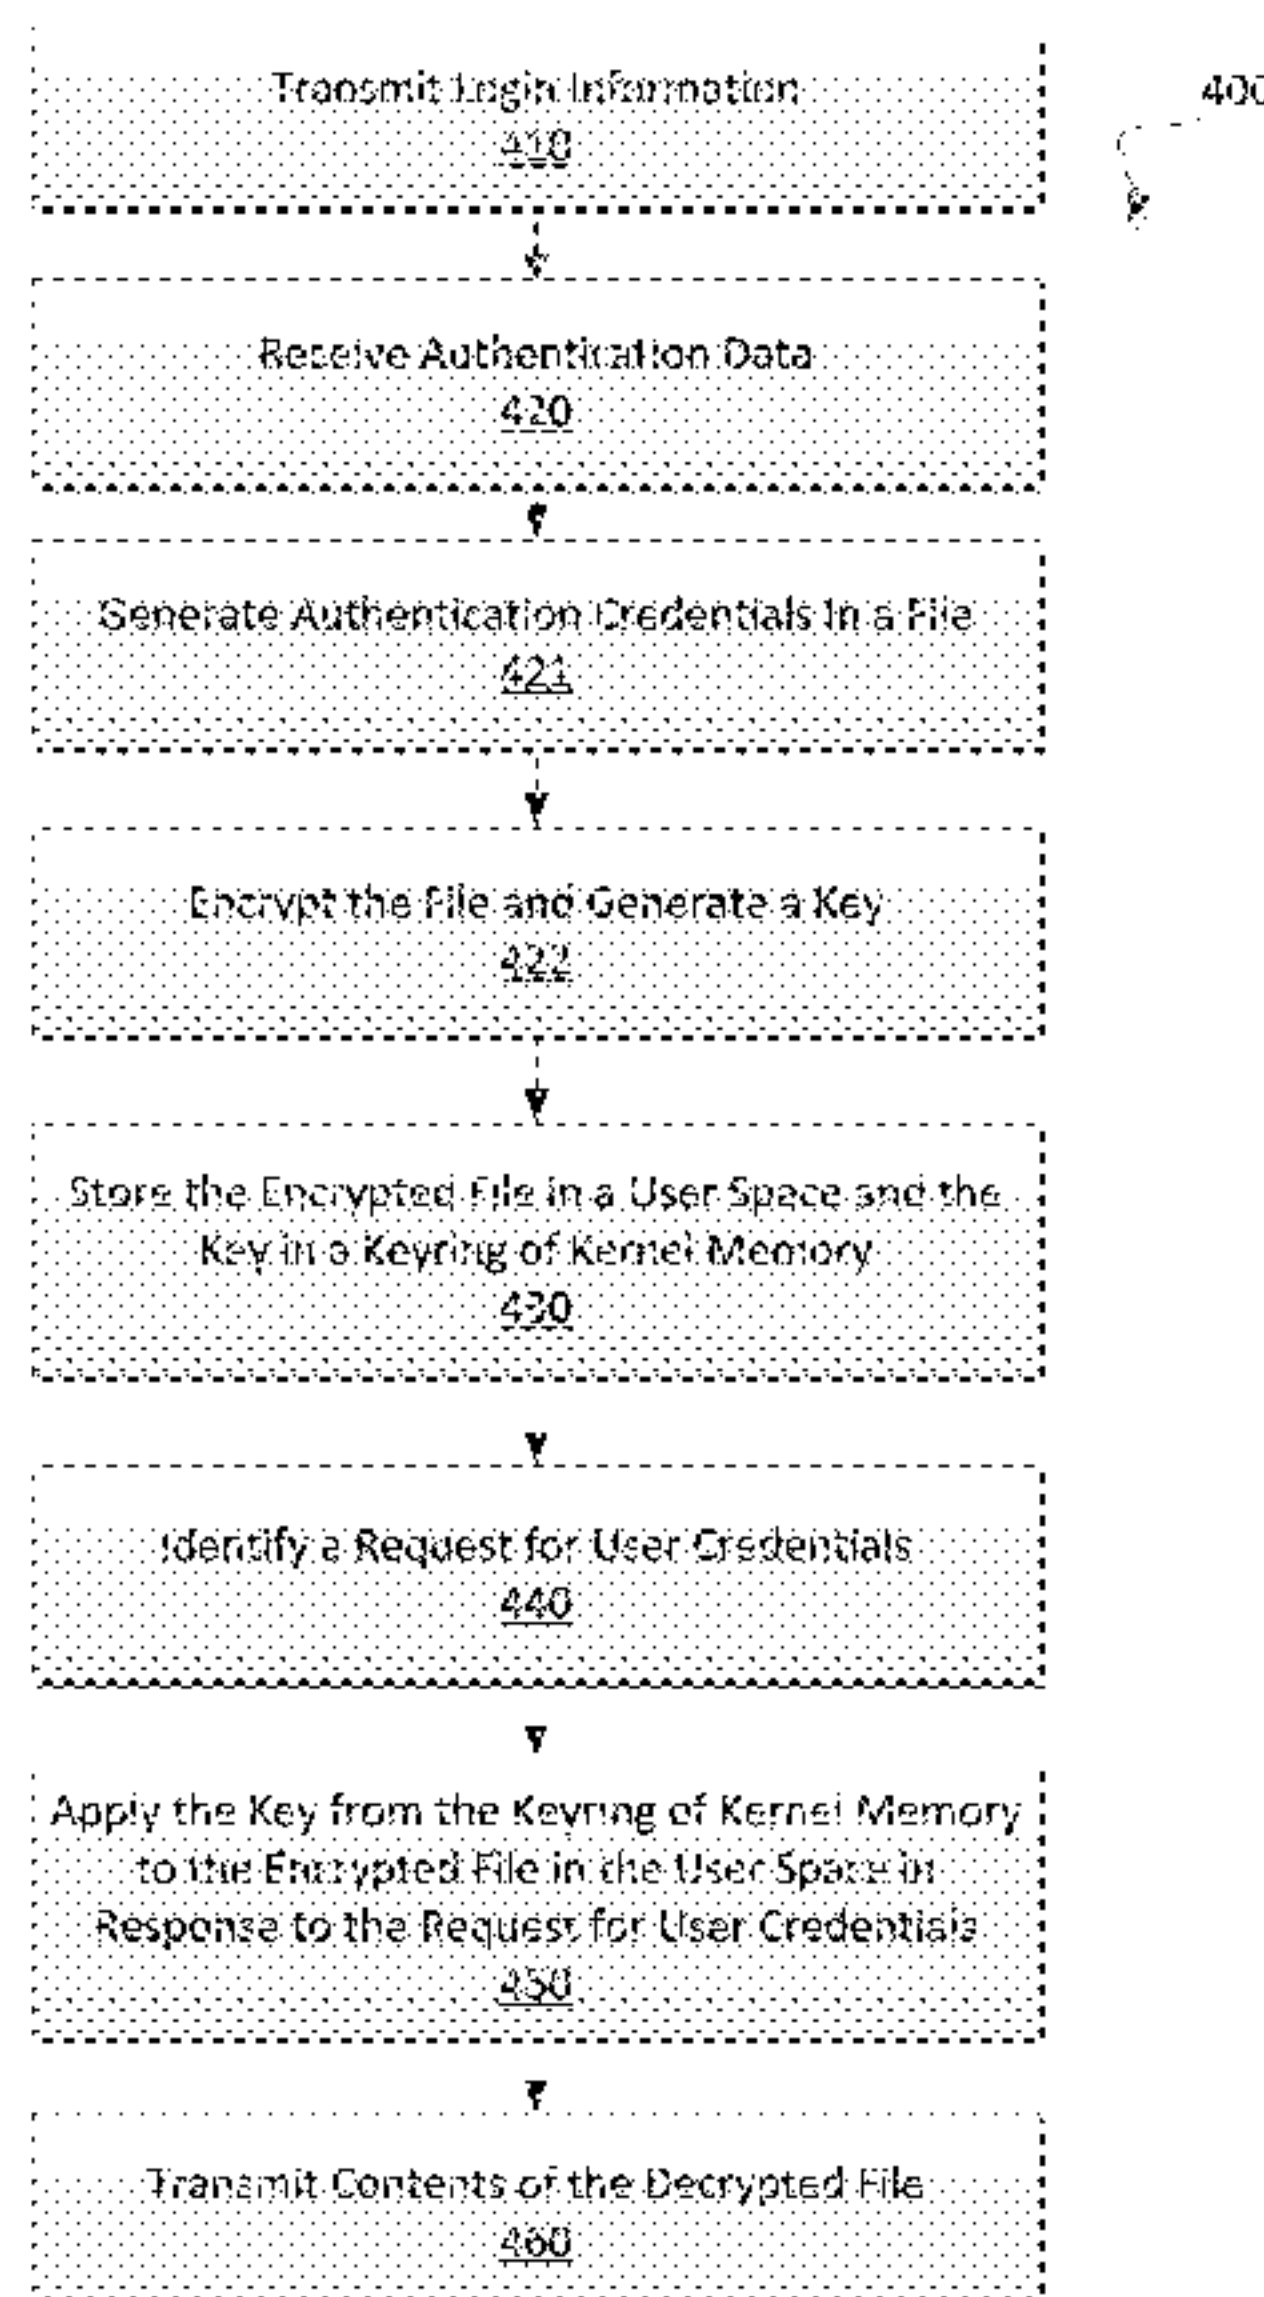 Transmit Login Information
410
400
Receive Authentication Data
420
Generate Authentication Credentials In a File
421
Encrypt the File and Generate a Key
422
Store the Encrypted File in a User Space and the
Key in a Keyring of Kernel Memory
430
Identify a Request for User Credentials
440
Apply the Key from the Keyring of Kernel Memory
to the Encrypted File in the User Space in
Response to the Request for User Credentials
450
Transmit Contents of the Decrypted File
460